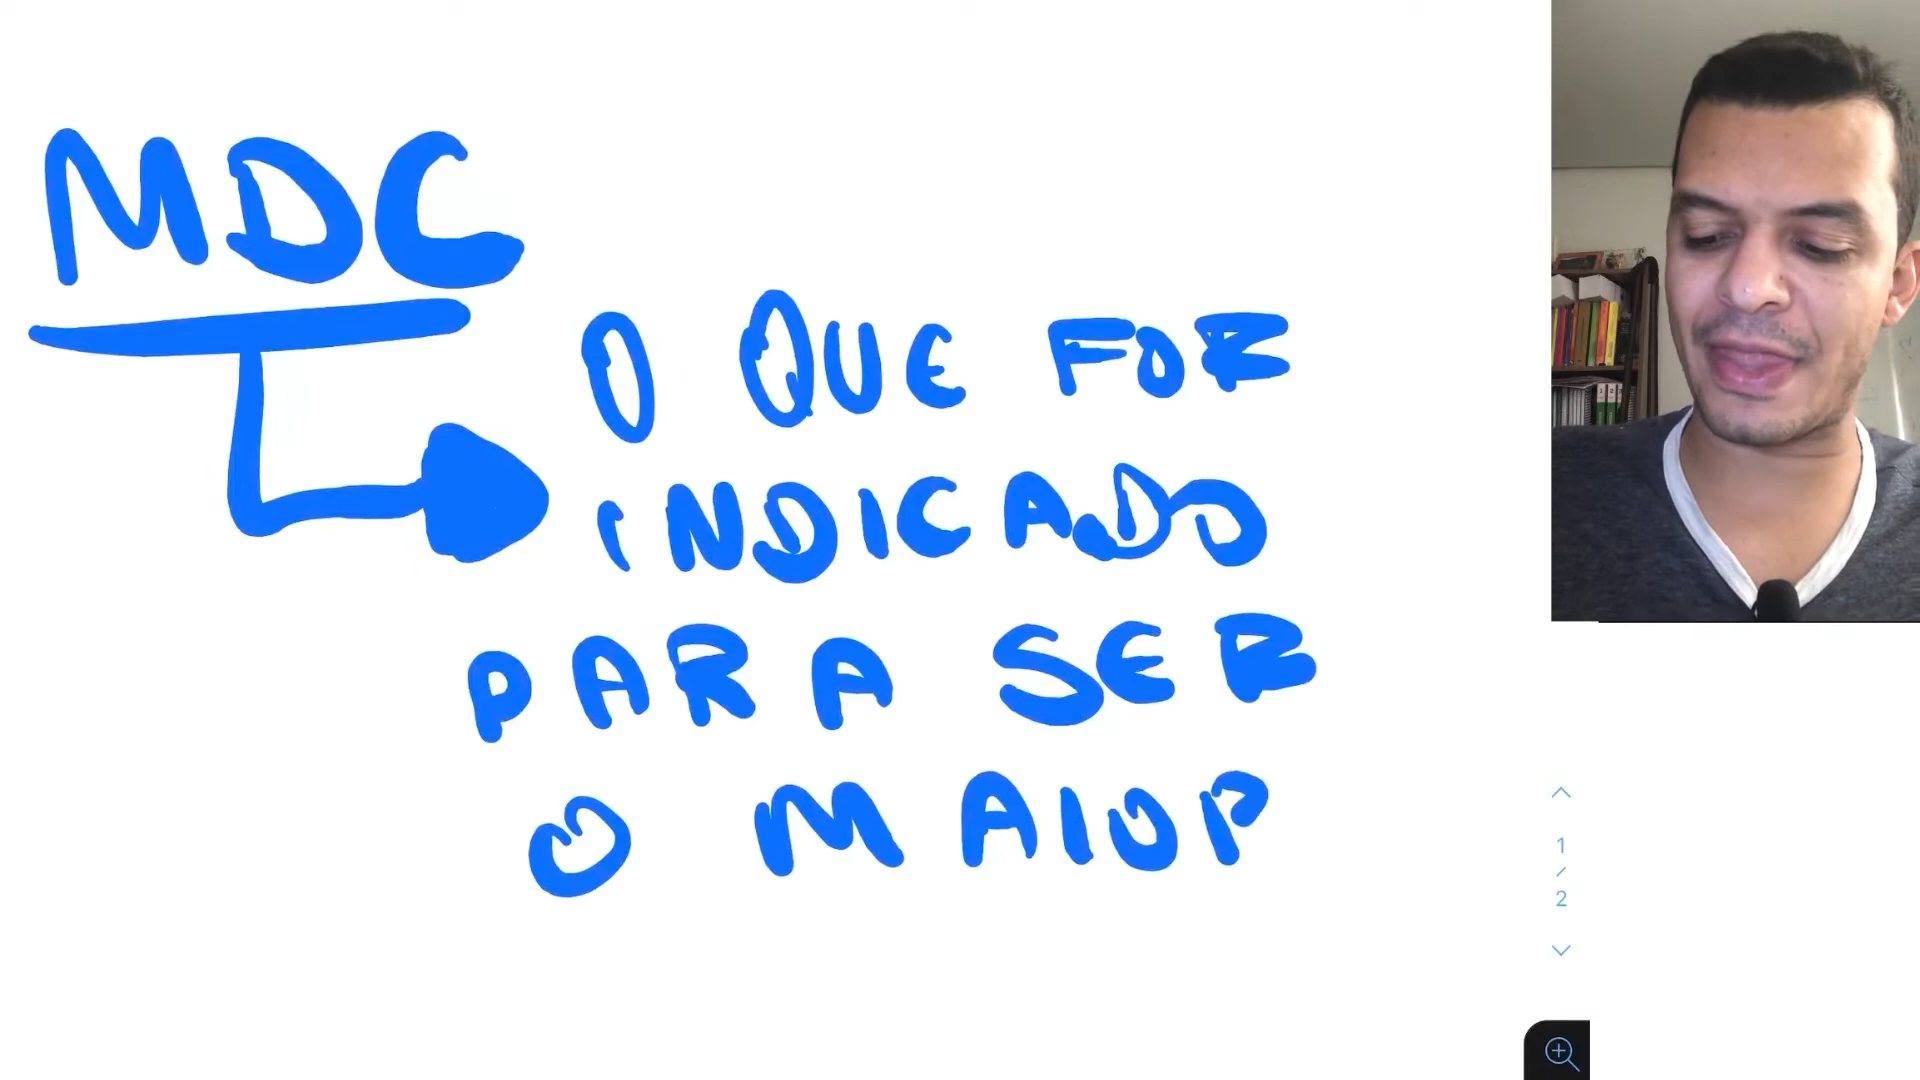 MDC
O QUE FOR
INDICADO
PARA SER
O MAIOR
1
/
2